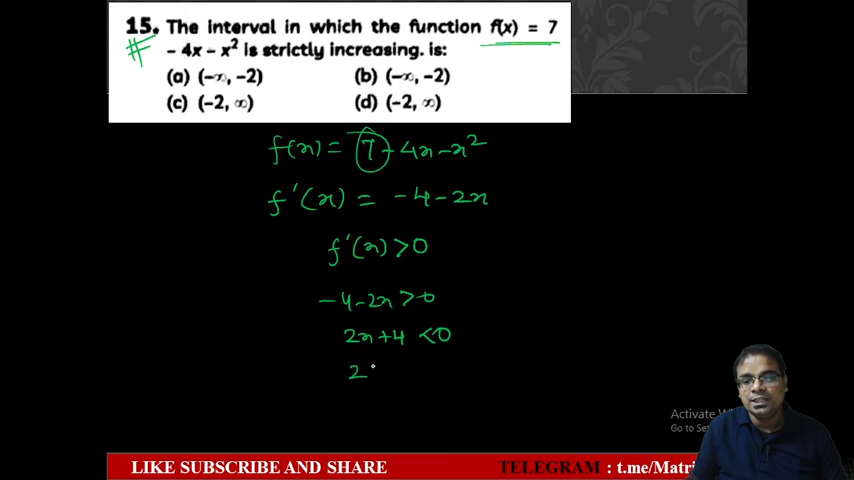 15. The interval in which the function f(x) = 7
- 4x - x² is strictly increasing. is:
(a) (-∞, -2) (b) (-∞, -2)
(c) (-2, ∞) (d) (-2, ∞)
f(x) = 7 - 4x - x²
f'(x) = -4 - 2x
f'(x) > 0
-4 - 2x > 0
2x + 4 < 0
2
Activate
Go to Se
LIKE SUBSCRIBE AND SHARE TELEGRAM : t.me/Matri